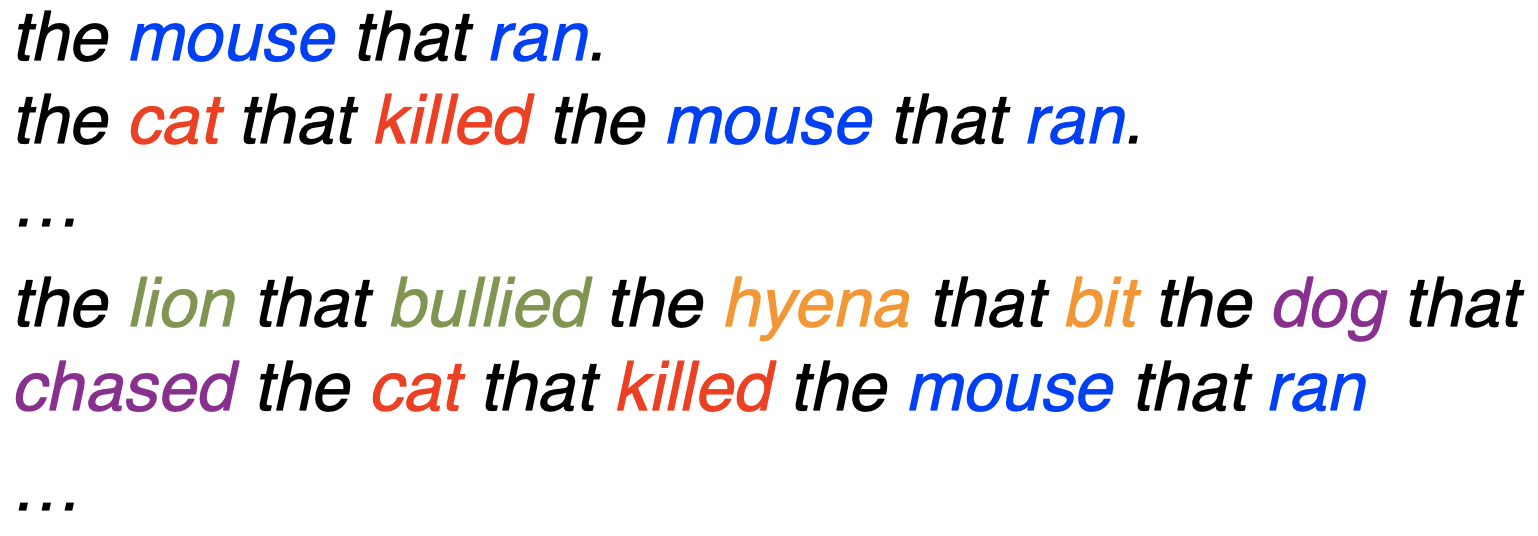 the mouse that ran.
the cat that killed the mouse that ran.
...
the lion that bullied the hyena that bit the dog that
chased the cat that killed the mouse that ran
...